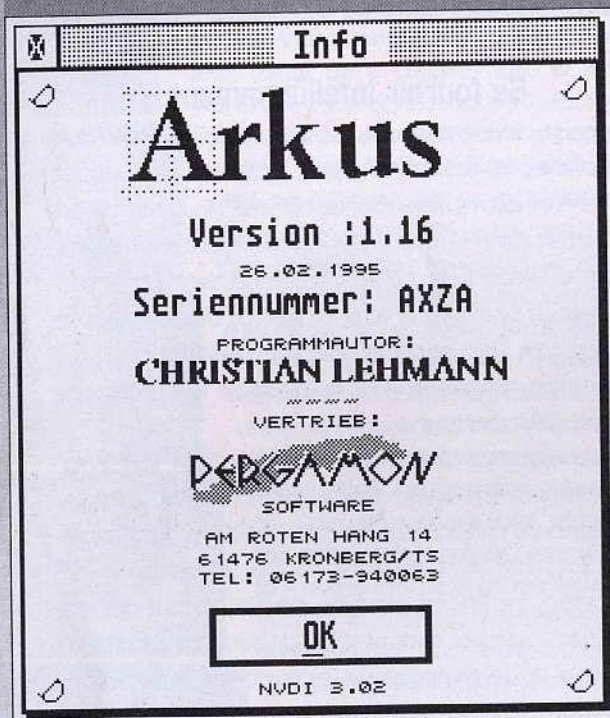 Info
Arkus
Version :1.16
26.02.1995
Seriennummer: AXZA
PROGRAMMAUTOR:
CHRISTIAN LEHMANN
VERTRIEB:
PERGAMON
SOFTWARE
AM ROTEN HANG 14
61476 KRONBERG/TS
TEL: 06173-940063
OK
NVDI 3.02